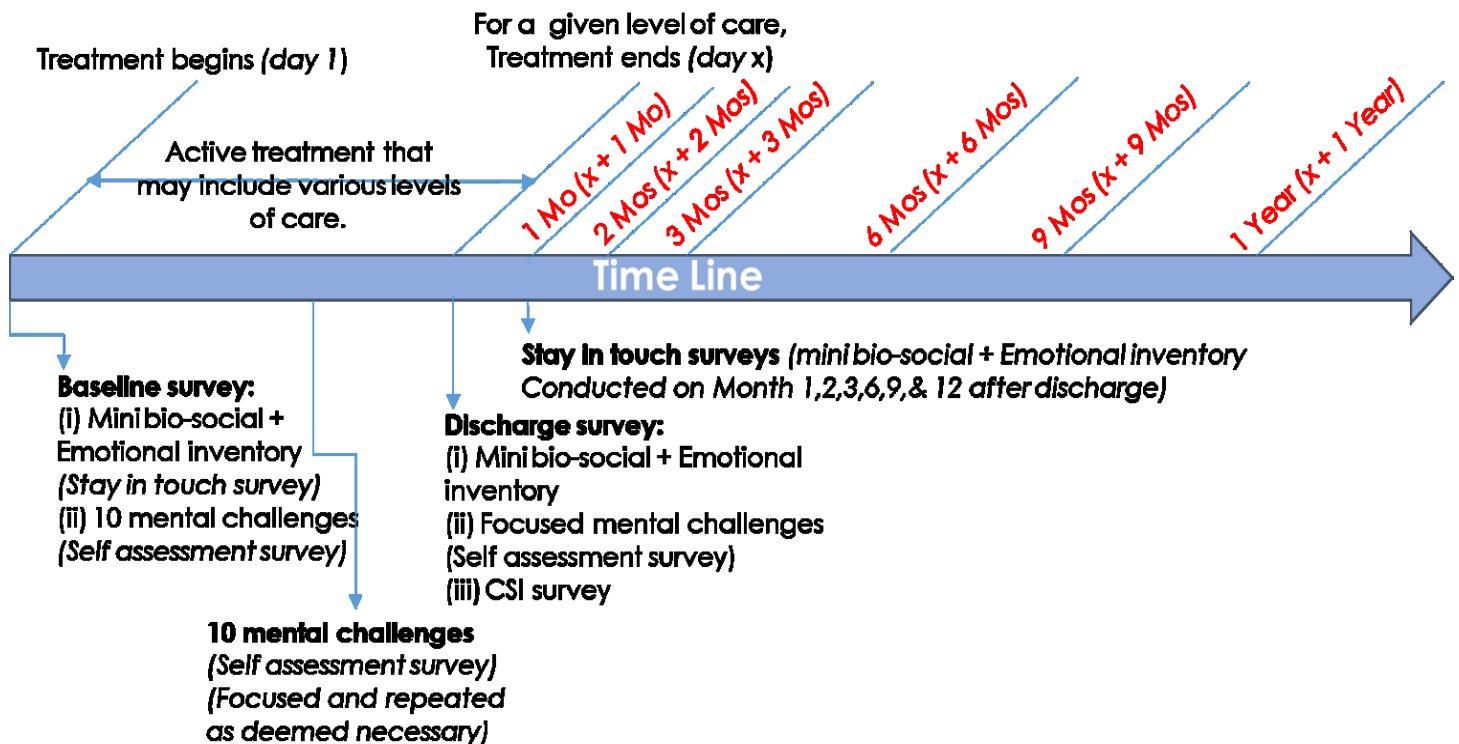 Treatment begins (day 1)
For a given level of care,
Treatment ends (day x)
Active treatment that
may include various levels
of care.
1 Mo (x + 1 Mo)
2 Mos (x + 2 Mos)
3 Mos (x + 3 Mos)
6 Mos (x + 6 Mos)
9 Mos (x + 9 Mos)
1 Year (x + 1 Year)
Time Line
Baseline survey:
(i) Mini bio-social +
Emotional inventory
(Stay in touch survey)
(ii) 10 mental challenges
(Self assessment survey)
10 mental challenges
(Self assessment survey)
(Focused and repeated
as deemed necessary)
Discharge survey:
(i) Mini bio-social + Emotional
inventory
(ii) Focused mental challenges
(Self assessment survey)
(iii) CSI survey
Stay in touch surveys (mini bio-social + Emotional inventory
Conducted on Month 1,2,3,6,9,& 12 after discharge)